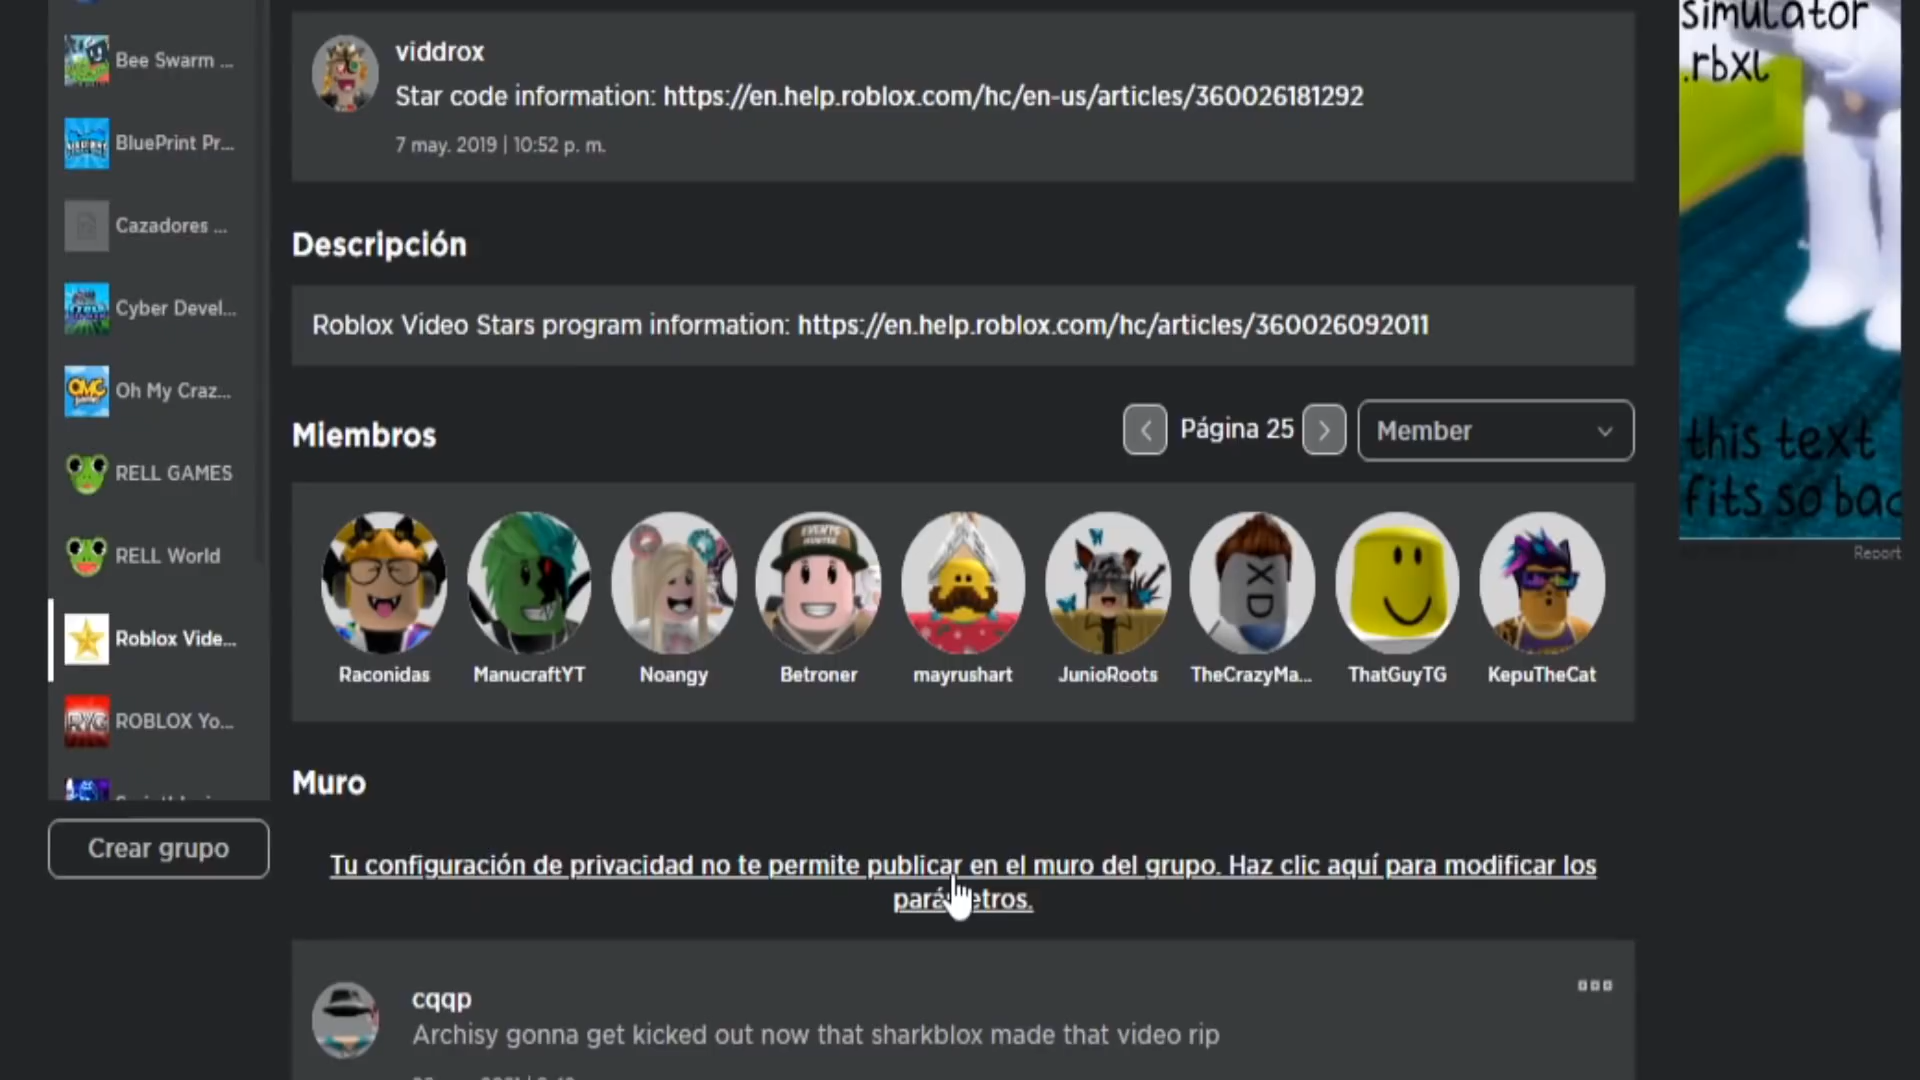 simulator
.rbxl
Bee Swarm ...
BluePrint Pr...
Cazadores ...
Cyber Devel...
Oh My Craz...
RELL GAMES
RELL World
Roblox Vide...
ROBLOX Yo...
Crear grupo
viddrox
Star code information: https://en.help.roblox.com/hc/en-us/articles/360026181292
7 may. 2019 | 10:52 p. m.
Descripción
Roblox Video Stars program information: https://en.help.roblox.com/hc/articles/360026092011
Miembros
Página 25
Member
Raconidas
ManucraftYT
Noangy
Betroner
mayrushart
JunioRoots
TheCrazyMa...
ThatGuyTG
KepuTheCat
Muro
Tu configuración de privacidad no te permite publicar en el muro del grupo. Haz clic aquí para modificar los
parámetros.
cqqp
Archisy gonna get kicked out now that sharkblox made that video rip
this text
fits so bad
Report